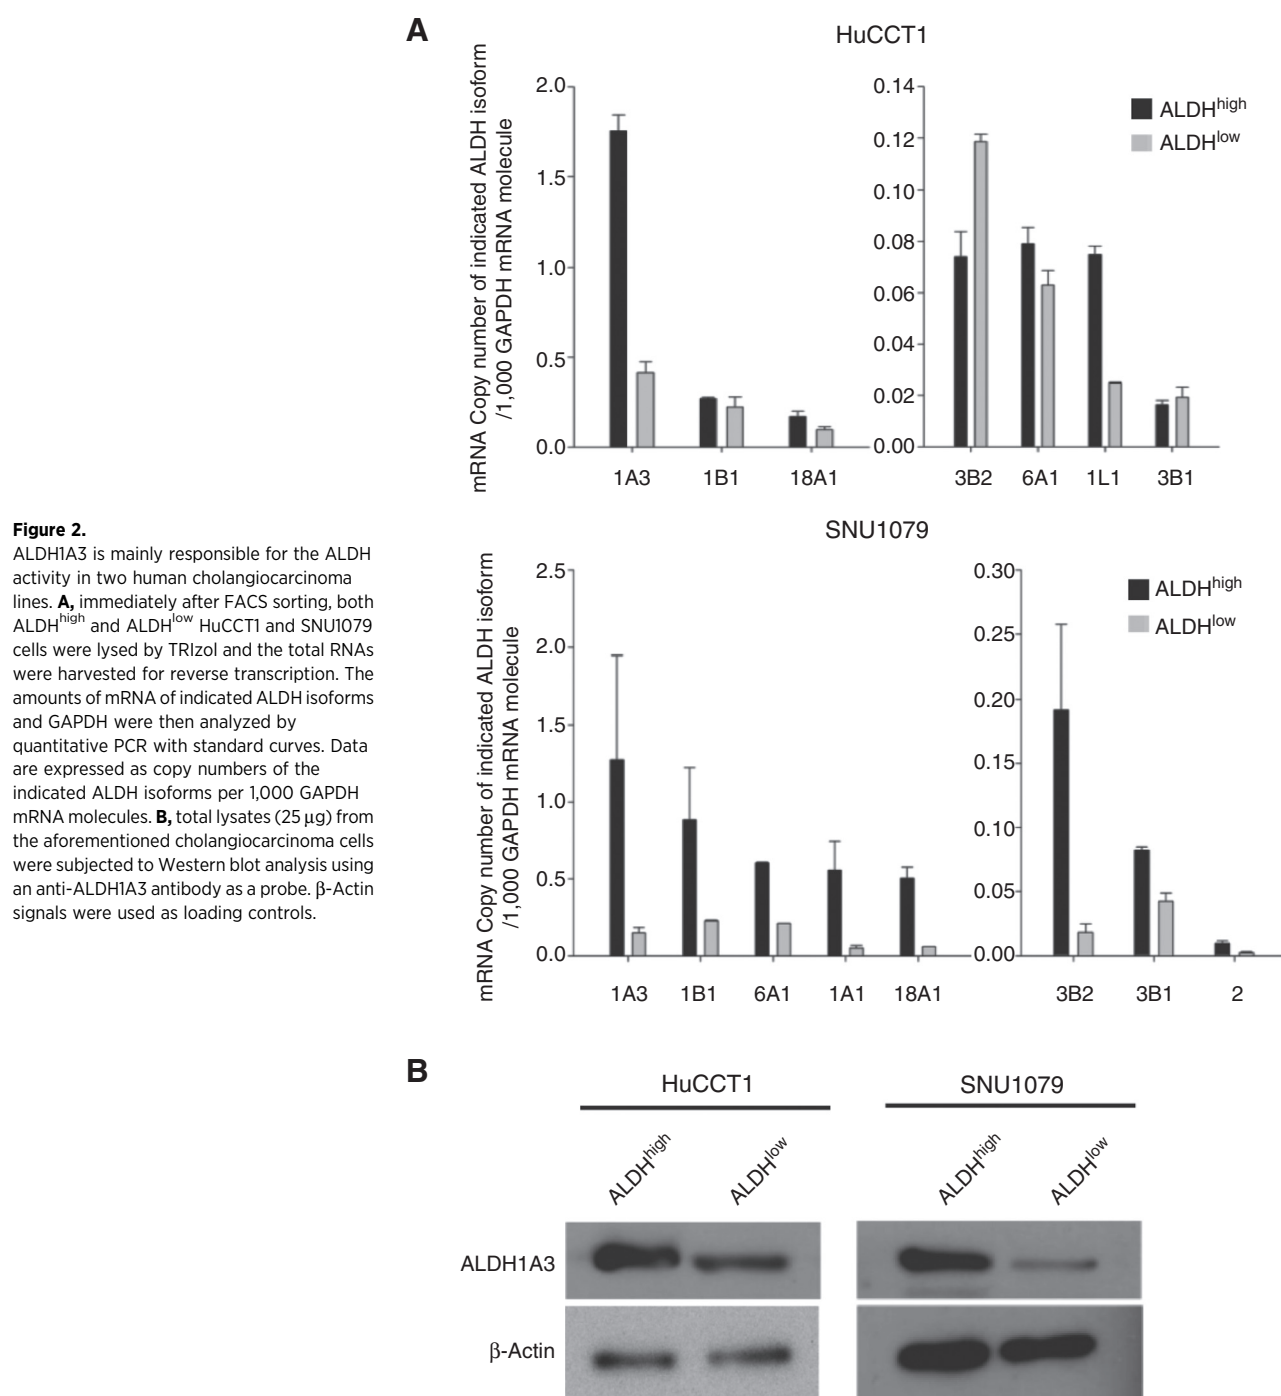 A
HuCCT1
mRNA Copy number of indicated ALDH isoform
/1,000 GAPDH mRNA molecule
2.0
1.5
1.0
0.5
0.0
1A3 1B1 18A1
0.14
0.12
0.10
0.08
0.06
0.04
0.02
0.00
3B2 6A1 1L1 3B1
ALDHhigh
ALDHlow
SNU1079
mRNA Copy number of indicated ALDH isoform
/1,000 GAPDH mRNA molecule
2.5
2.0
1.5
1.0
0.5
0.0
1A3 1B1 6A1 1A1 18A1
0.30
0.25
0.20
0.15
0.10
0.05
0.00
3B2 3B1 2
ALDHhigh
ALDHlow
Figure 2.
ALDH1A3 is mainly responsible for the ALDH
activity in two human cholangiocarcinoma
lines. A, immediately after FACS sorting, both
ALDHhigh and ALDHlow HuCCT1 and SNU1079
cells were lysed by TRIzol and the total RNAs
were harvested for reverse transcription. The
amounts of mRNA of indicated ALDH isoforms
and GAPDH were then analyzed by
quantitative PCR with standard curves. Data
are expressed as copy numbers of the
indicated ALDH isoforms per 1,000 GAPDH
mRNA molecules. B, total lysates (25 μg) from
the aforementioned cholangiocarcinoma cells
were subjected to Western blot analysis using
an anti-ALDH1A3 antibody as a probe. β-Actin
signals were used as loading controls.
B
HuCCT1 SNU1079
ALDHhigh ALDHlow ALDHhigh ALDHlow
ALDH1A3
β-Actin